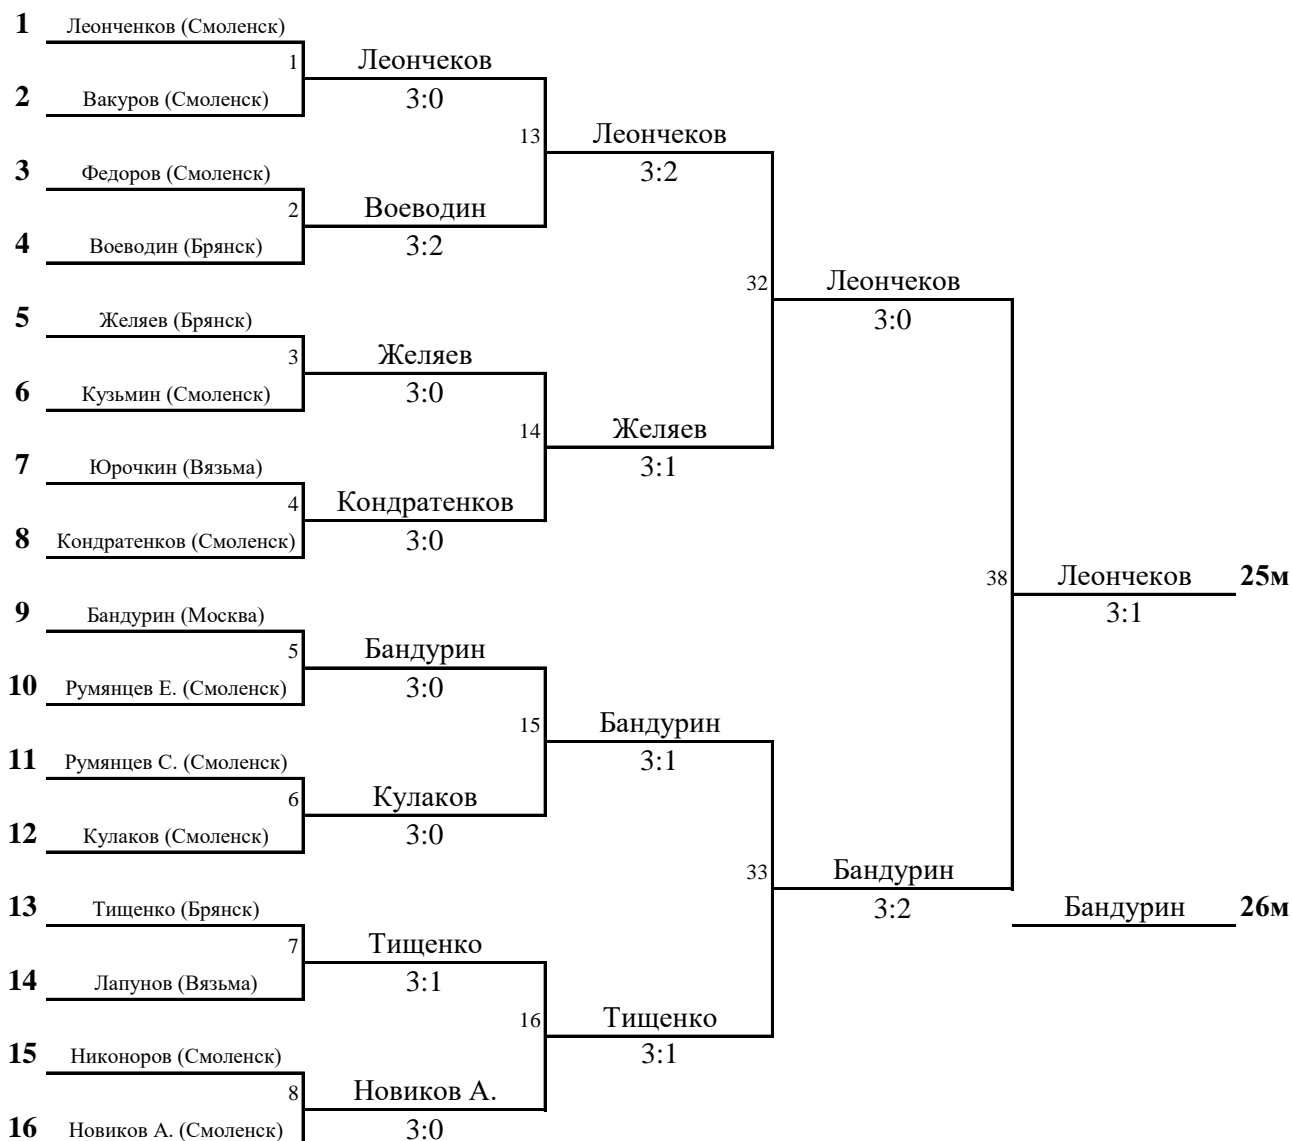 1 Леонченков (Смоленск)
1 Леончеков
2 Вакуров (Смоленск)
3:0
13 Леончеков
3 Федоров (Смоленск)
3:2
2 Воеводин
4 Воеводин (Брянск)
3:2
32 Леончеков
5 Желяев (Брянск)
3:0
3 Желяев
6 Кузьмин (Смоленск)
3:0
14 Желяев
7 Юрочкин (Вязьма)
3:1
4 Кондратенков
8 Кондратенков (Смоленск)
3:0
38 Леончеков 25м
9 Бандурин (Москва)
3:1
5 Бандурин
10 Румянцев Е. (Смоленск)
3:0
15 Бандурин
11 Румянцев С. (Смоленск)
3:1
6 Кулаков
12 Кулаков (Смоленск)
3:0
33 Бандурин
13 Тищенко (Брянск)
3:2
Бандурин 26м
7 Тищенко
14 Лапунов (Вязьма)
3:1
16 Тищенко
15 Никоноров (Смоленск)
3:1
8 Новиков А.
16 Новиков А. (Смоленск)
3:0